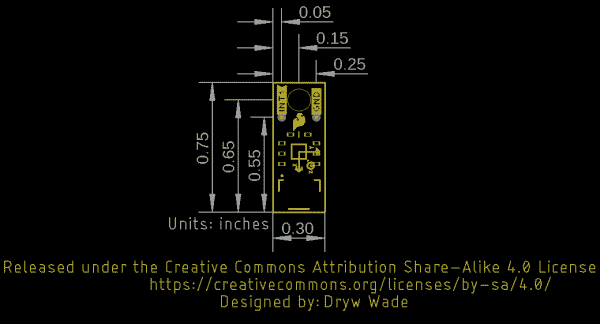 0.05
0.15
0.25
INT
GND
0.75
0.65
0.55
Units: inches
0.30
Released under the Creative Commons Attribution Share-Alike 4.0 License
https://creativecommons.org/licenses/by-sa/4.0/
Designed by: Dryw Wade